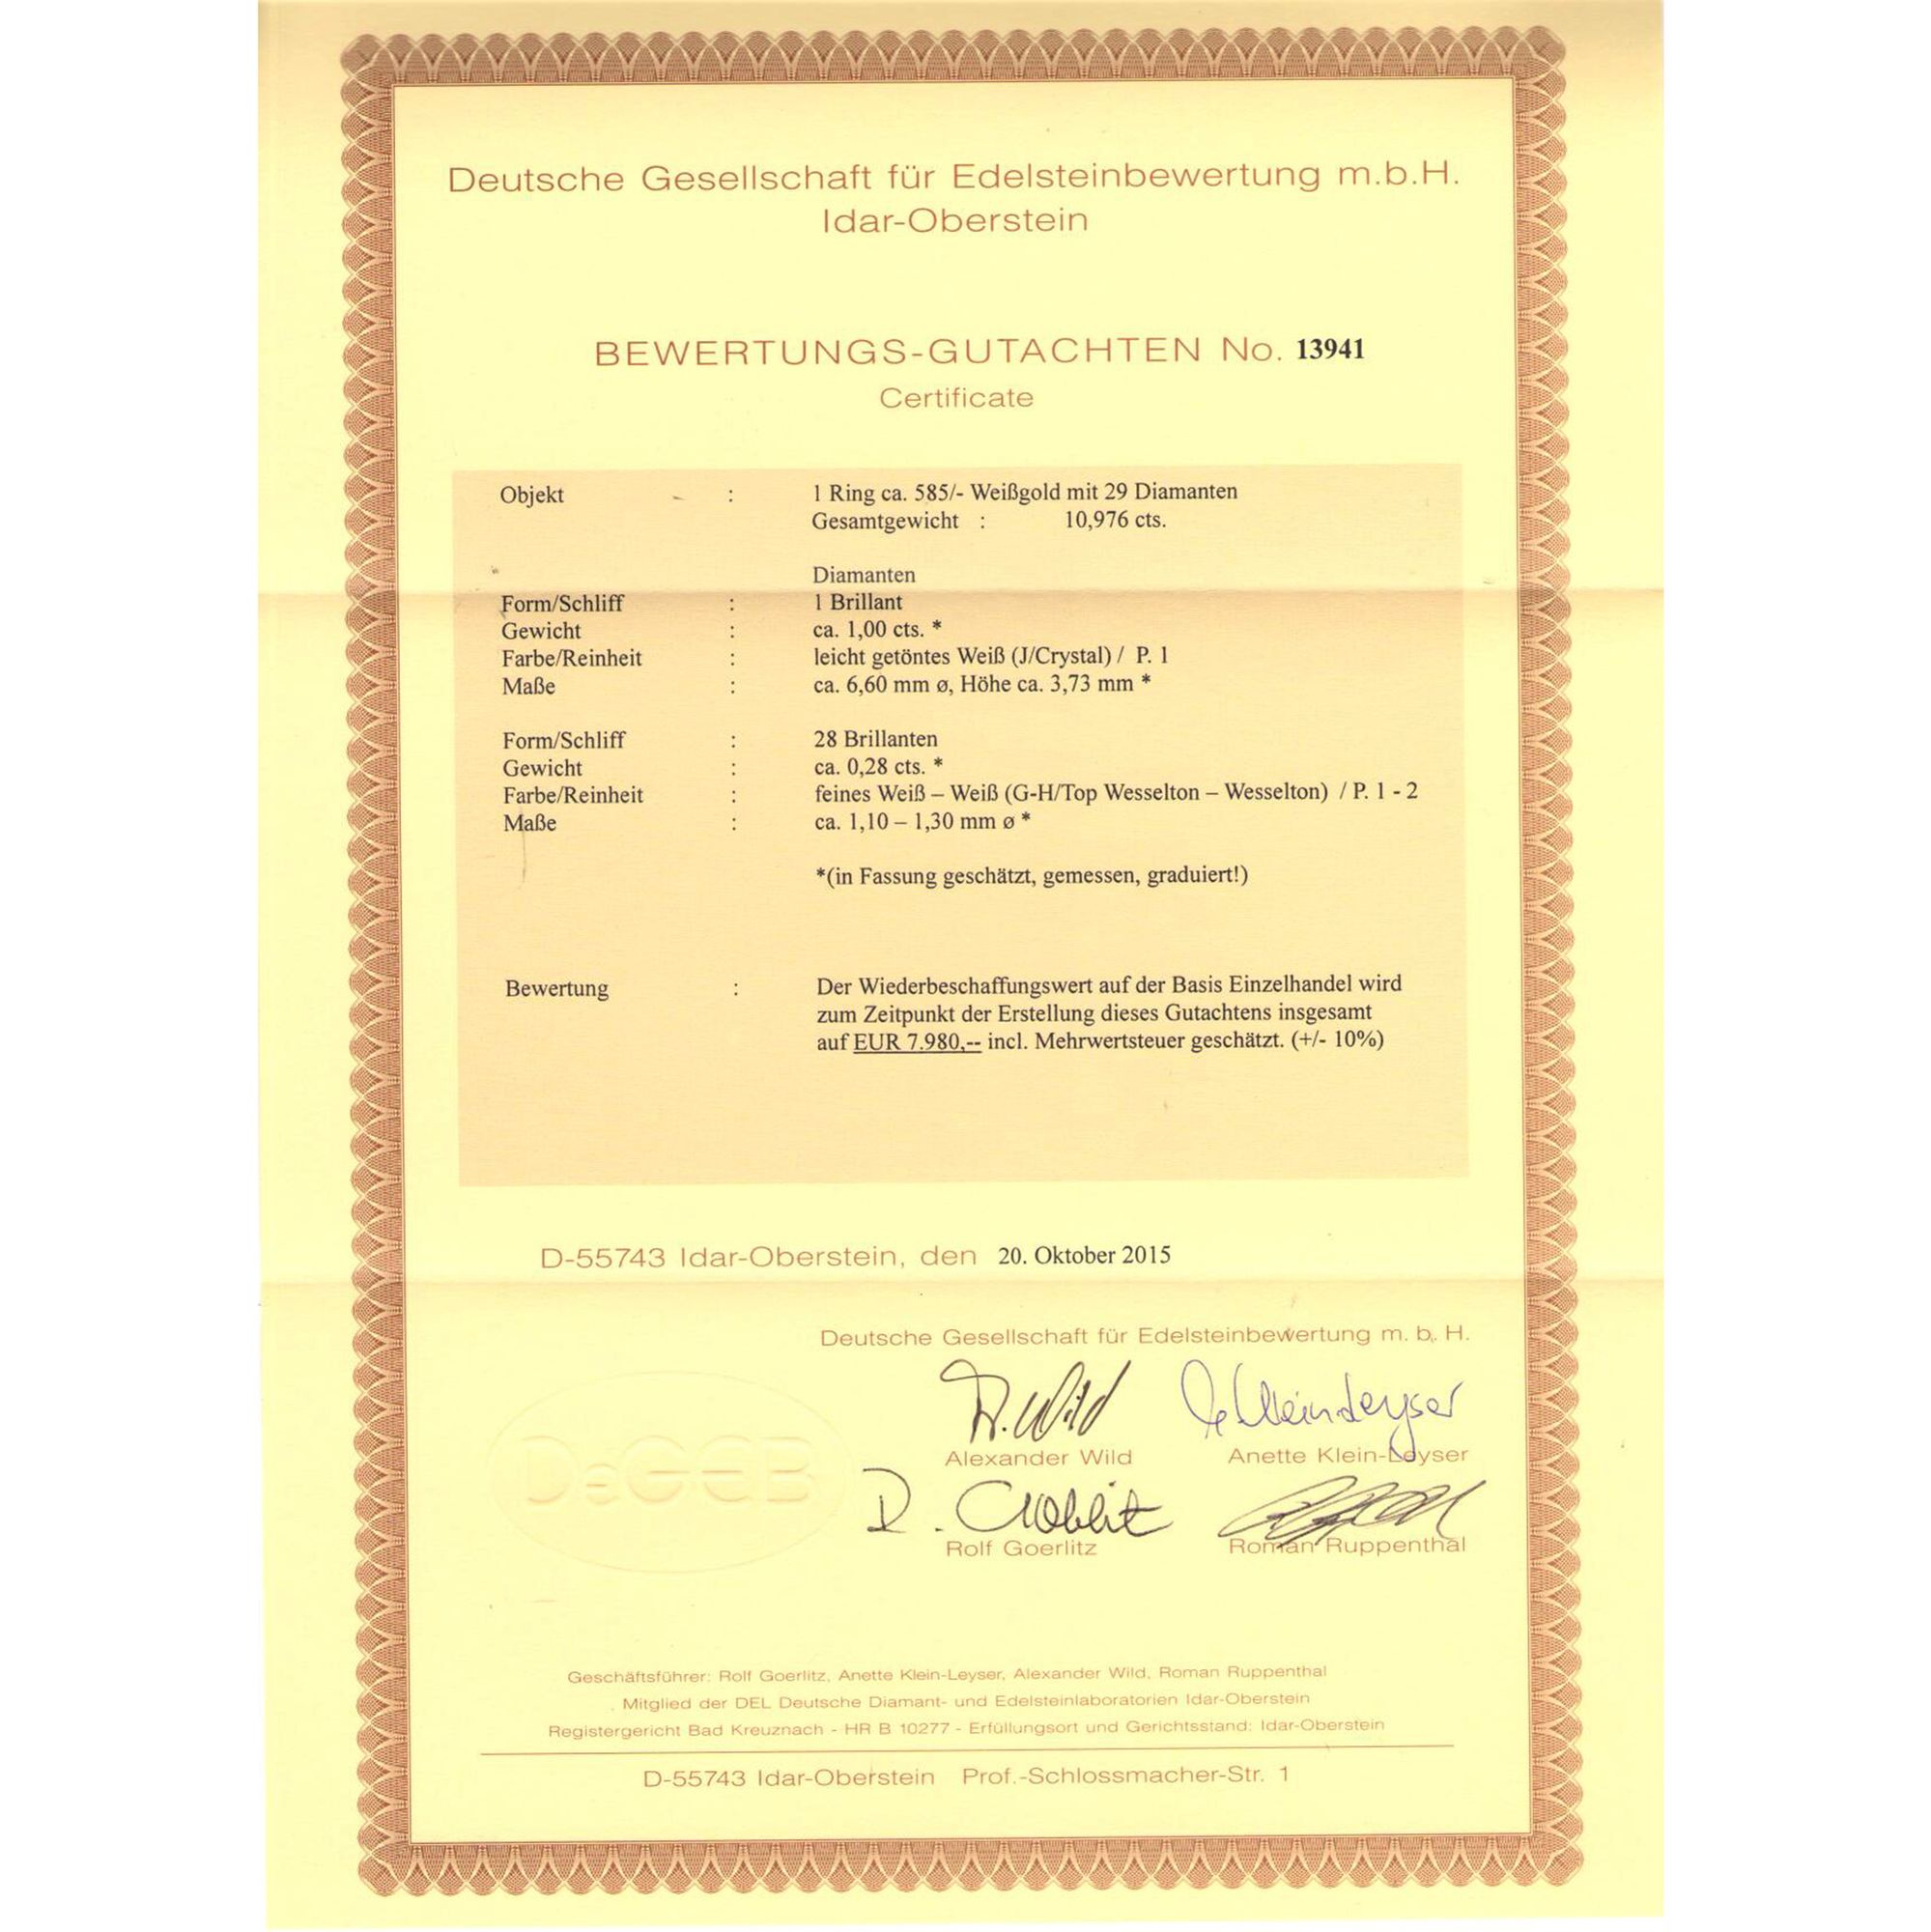 Deutsche Gesellschaft für Edelsteinbewertung m.b.H.
Idar-Oberstein
BEWERTUNGS-GUTACHTEN No. 13941
Certificate
Objekt : 1 Ring ca. 585/- Weißgold mit 29 Diamanten
Gesamtgewicht : 10,976 cts.
Diamanten
Form/Schliff : 1 Brillant
Gewicht : ca. 1,00 cts. *
Farbe/Reinheit : leicht getöntes Weiß (J/Crystal) / P. 1
Maße : ca. 6,60 mm ø, Höhe ca. 3,73 mm *
Form/Schliff : 28 Brillanten
Gewicht : ca. 0,28 cts. *
Farbe/Reinheit : feines Weiß – Weiß (G-H/Top Wesselton – Wesselton) / P. 1 - 2
Maße : ca. 1,10 – 1,30 mm ø *
*(in Fassung geschätzt, gemessen, graduiert!)
Bewertung : Der Wiederbeschaffungswert auf der Basis Einzelhandel wird
zum Zeitpunkt der Erstellung dieses Gutachtens insgesamt
auf EUR 7.980,-- incl. Mehrwertsteuer geschätzt. (+/- 10%)
D-55743 Idar-Oberstein, den 20. Oktober 2015
Deutsche Gesellschaft für Edelsteinbewertung m. b. H.
A. Wild
Alexander Wild Anette Klein-Leyser
DeGEB
Rolf Goerlitz Roman Ruppenthal
Geschäftsführer: Rolf Goerlitz, Anette Klein-Leyser, Alexander Wild, Roman Ruppenthal
Mitglied der DEL Deutsche Diamant- und Edelsteinlaboratorien Idar-Oberstein
Registergericht Bad Kreuznach - HR B 10277 - Erfüllungsort und Gerichtsstand: Idar-Oberstein
D-55743 Idar-Oberstein Prof.-Schlossmacher-Str. 1